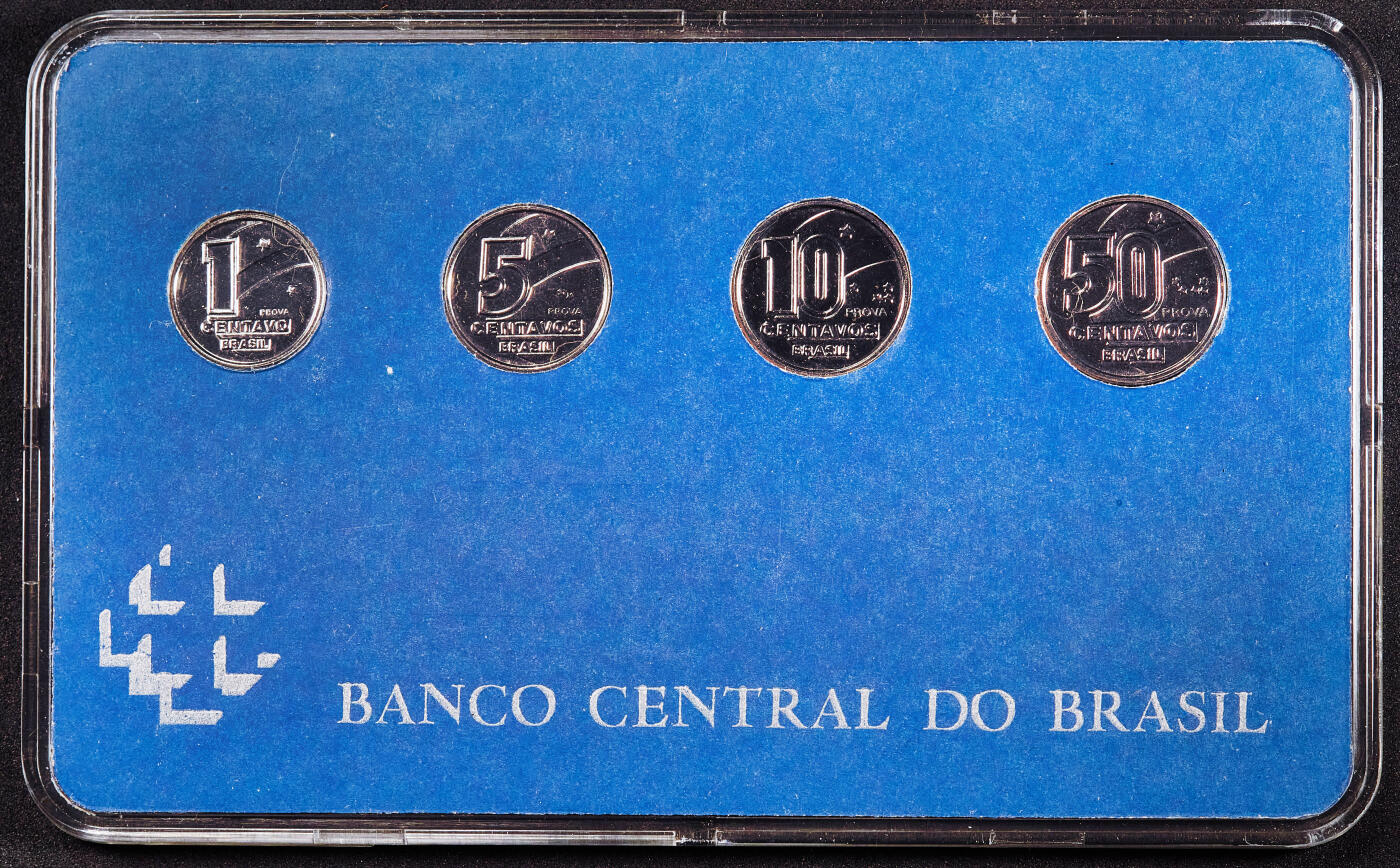 1
PROVA
CENTAVO
BRASIL
5
PROVA
CENTAVOS
BRASIL
10
PROVA
CENTAVOS
BRASIL
50
PROVA
CENTAVOS
BRASIL
BANCO CENTRAL DO BRASIL